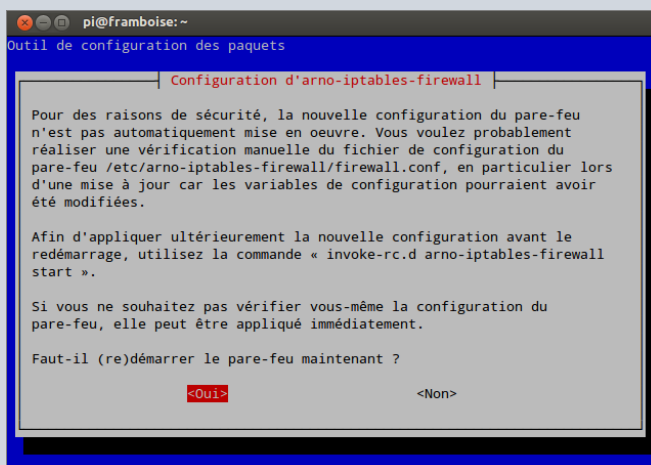 pi@framboise: ~
Outil de configuration des paquets
Configuration d'arno-iptables-firewall
Pour des raisons de sécurité, la nouvelle configuration du pare-feu
n'est pas automatiquement mise en oeuvre. Vous voulez probablement
réaliser une vérification manuelle du fichier de configuration du
pare-feu /etc/arno-iptables-firewall/firewall.conf, en particulier lors
d'une mise à jour car les variables de configuration pourraient avoir
été modifiées.
Afin d'appliquer ultérieurement la nouvelle configuration avant le
redémarrage, utilisez la commande « invoke-rc.d arno-iptables-firewall
start ».
Si vous ne souhaitez pas vérifier vous-même la configuration du
pare-feu, elle peut être appliqué immédiatement.
Faut-il (re)démarrer le pare-feu maintenant ?
<Oui> <Non>